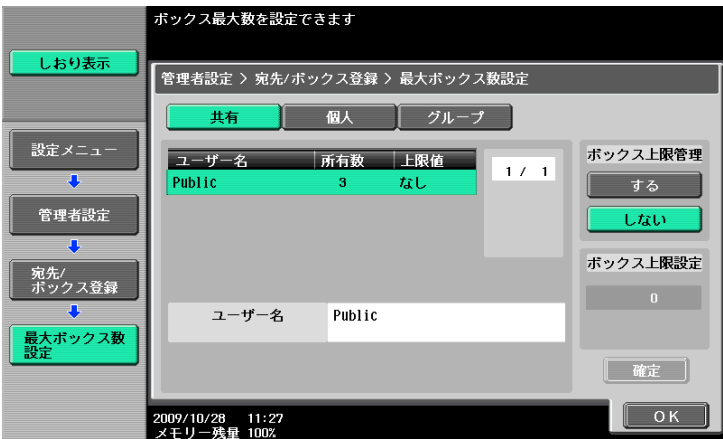 ボックス最大数を設定できます
しおり表示
管理者設定 > 宛先/ボックス登録 > 最大ボックス数設定
共有 個人 グループ
設定メニュー
管理者設定
宛先/
ボックス登録
最大ボックス数
設定
ユーザー名 所有数 上限値
Public 3 なし
1/ 1
ユーザー名 Public
ボックス上限管理
する
しない
ボックス上限設定
0
確定
OK
2009/10/28 11:27
メモリー残量 100%